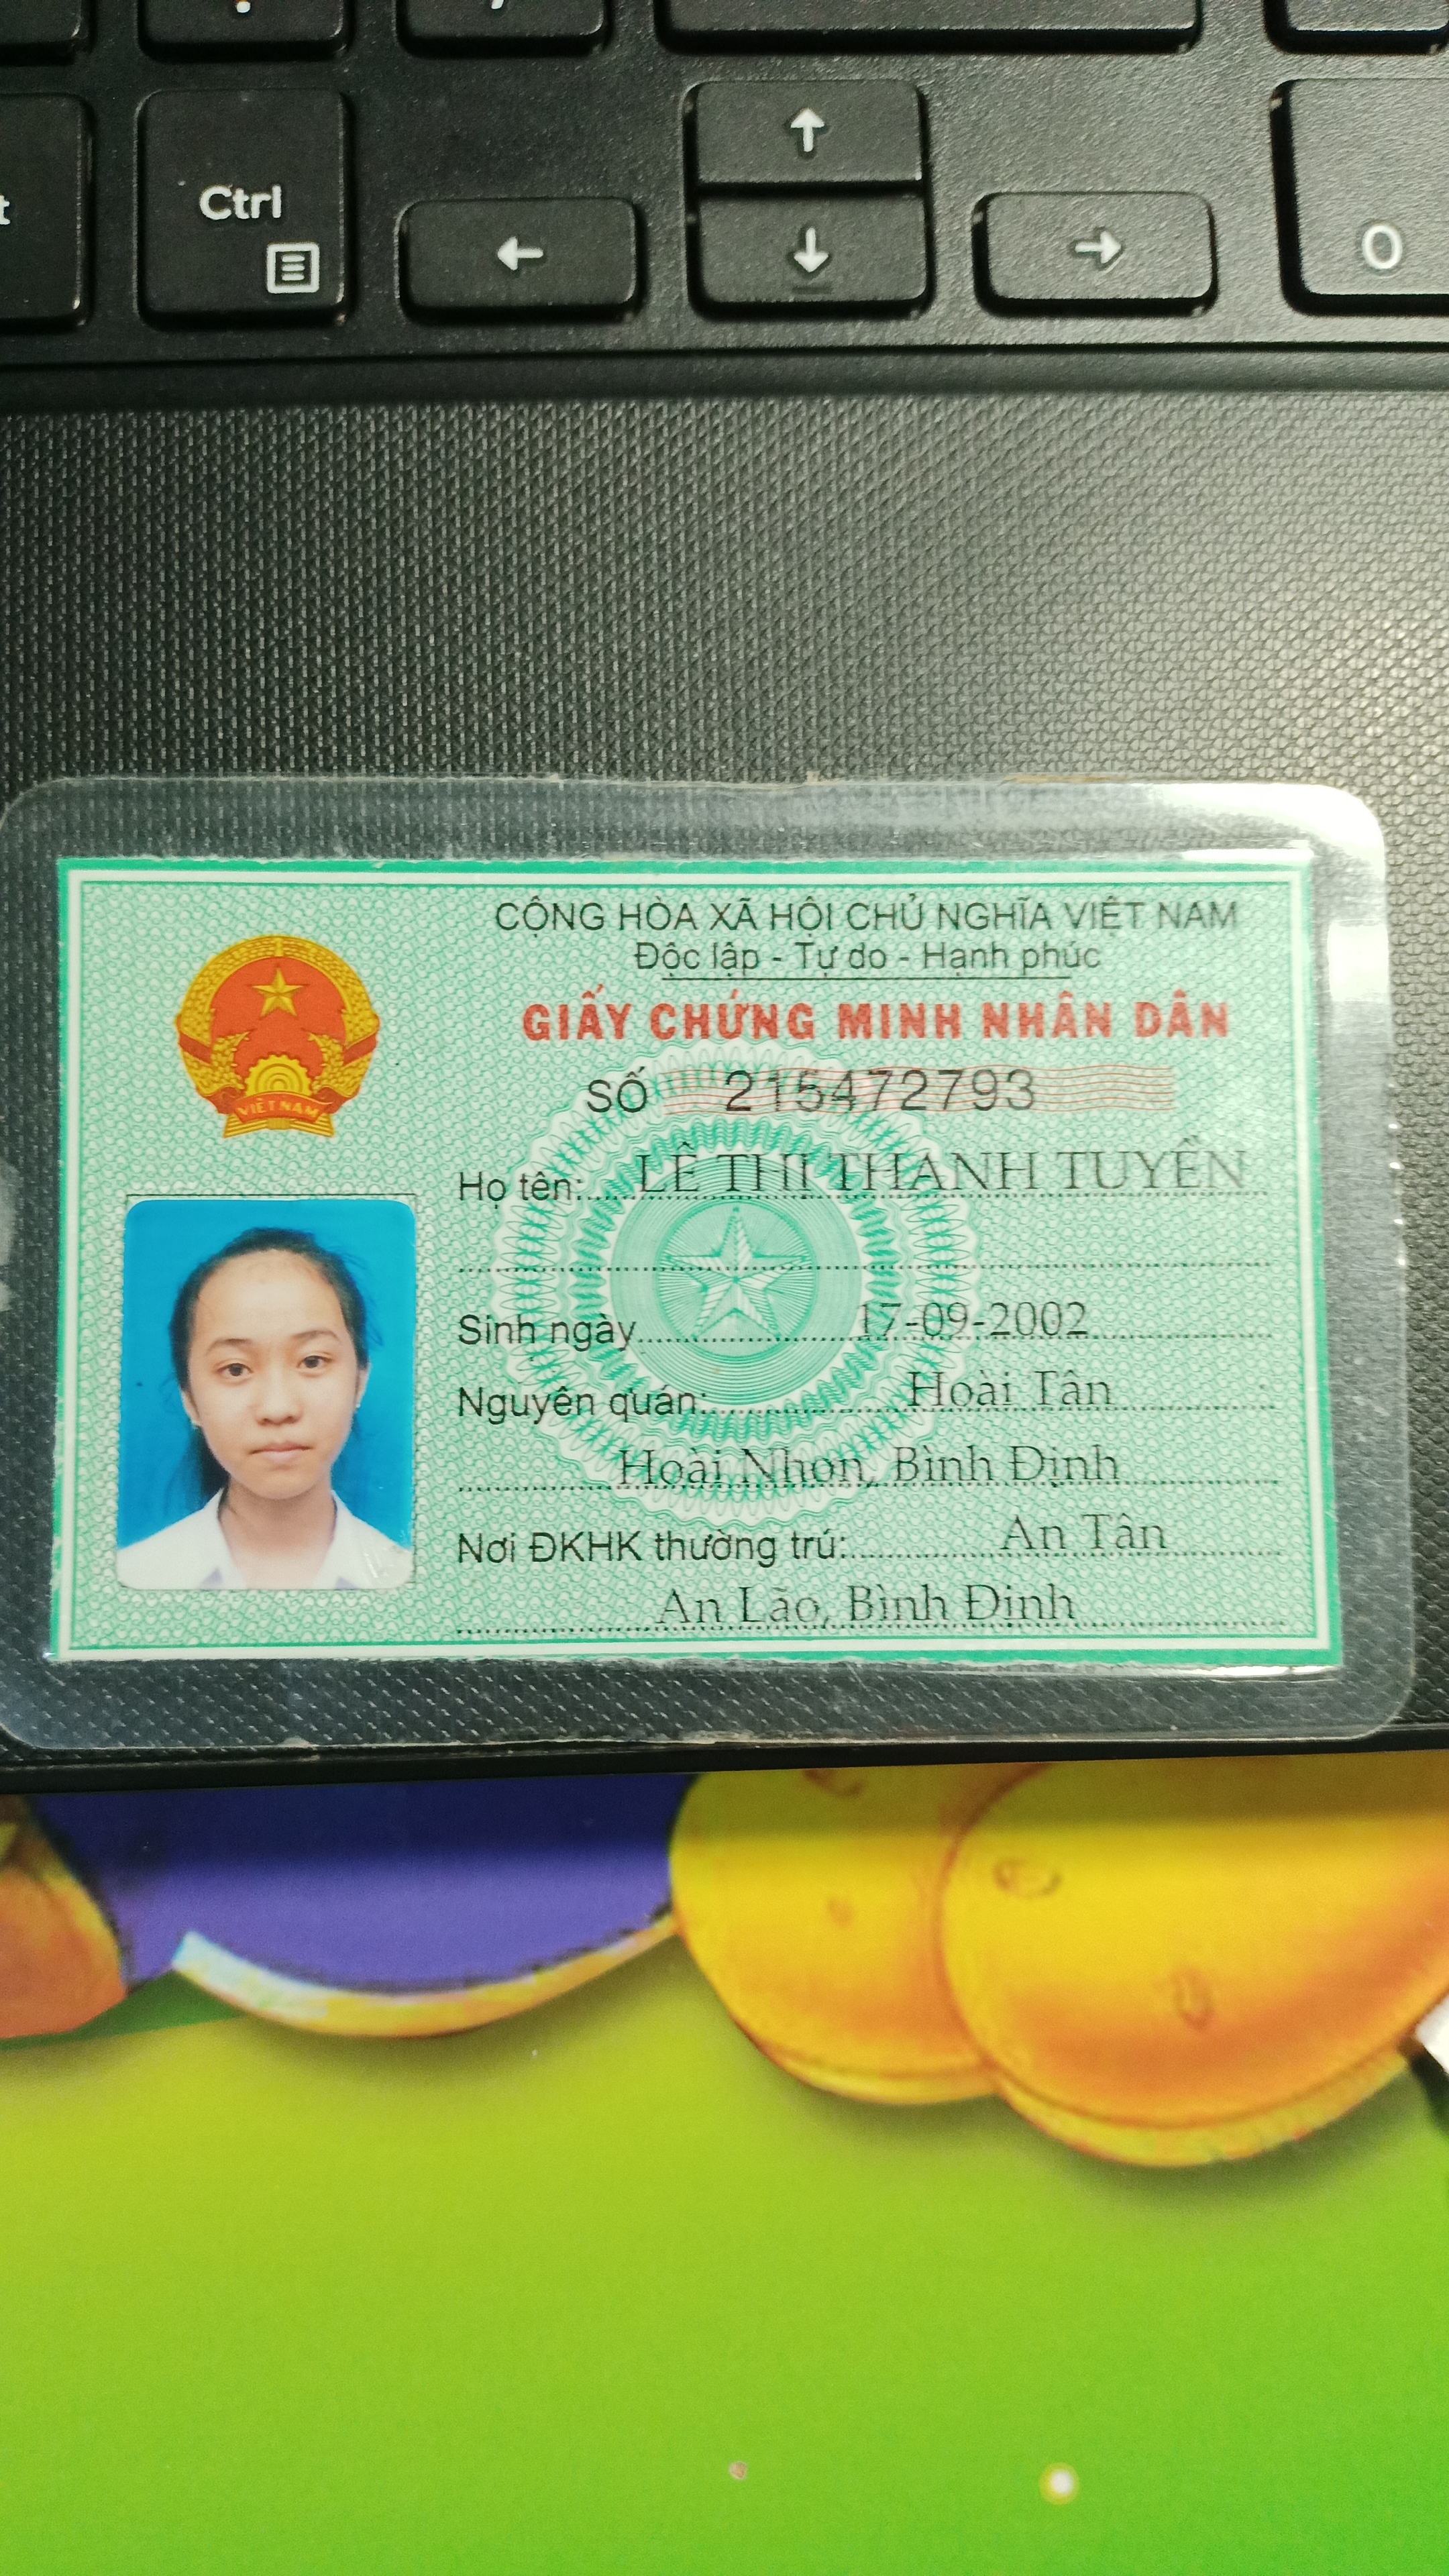 Ctrl
0
CỘNG HÒA XÃ HỘI CHỦ NGHĨA VIỆT NAM
Độc lập - Tự do - Hạnh phúc
GIẤY CHỨNG MINH NHÂN DÂN
SỐ 215472793
VIỆT NAM
Họ tên: LÊ THỊ THANH TUYỀN
Sinh ngày 17-09-2002
Nguyên quán: Hoài Tân
Hoài Nhơn, Bình Định
Nơi ĐKHK thường trú: An Tân
An Lão, Bình Định